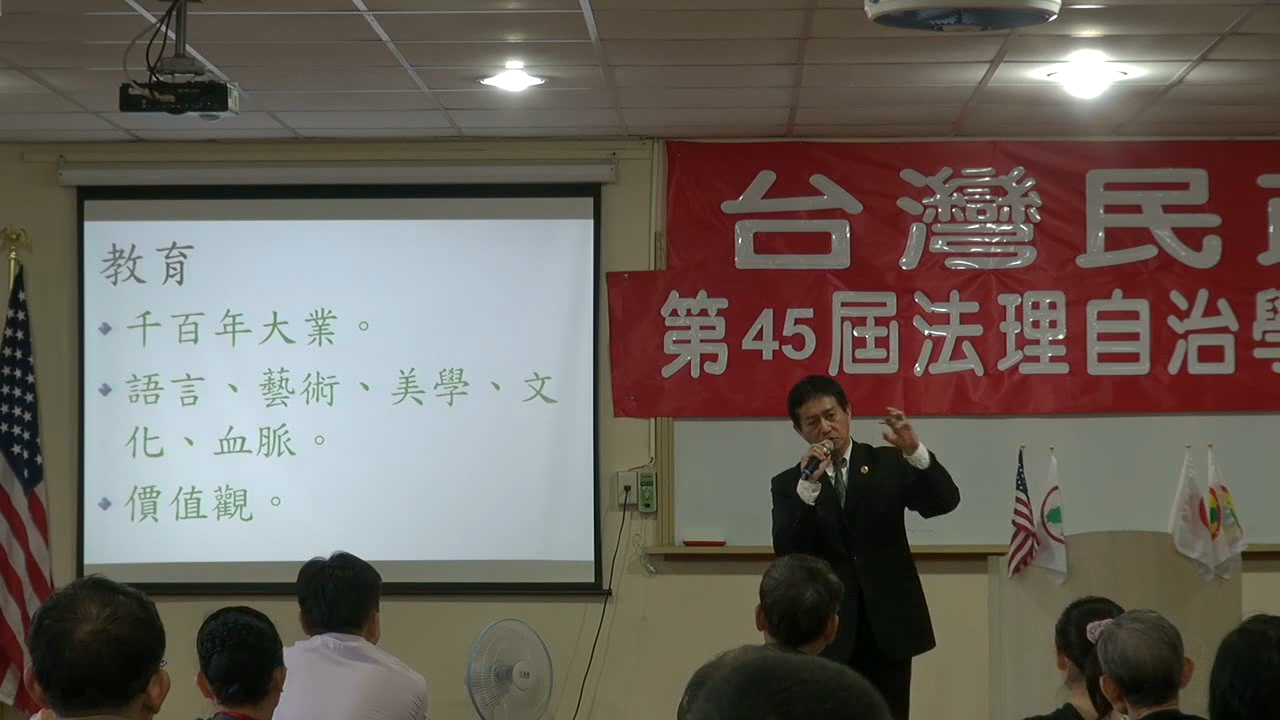 教育
千百年大業。
語言、藝術、美學、文
化、血脈。
價值觀。
台灣民
第45屆法理自治學